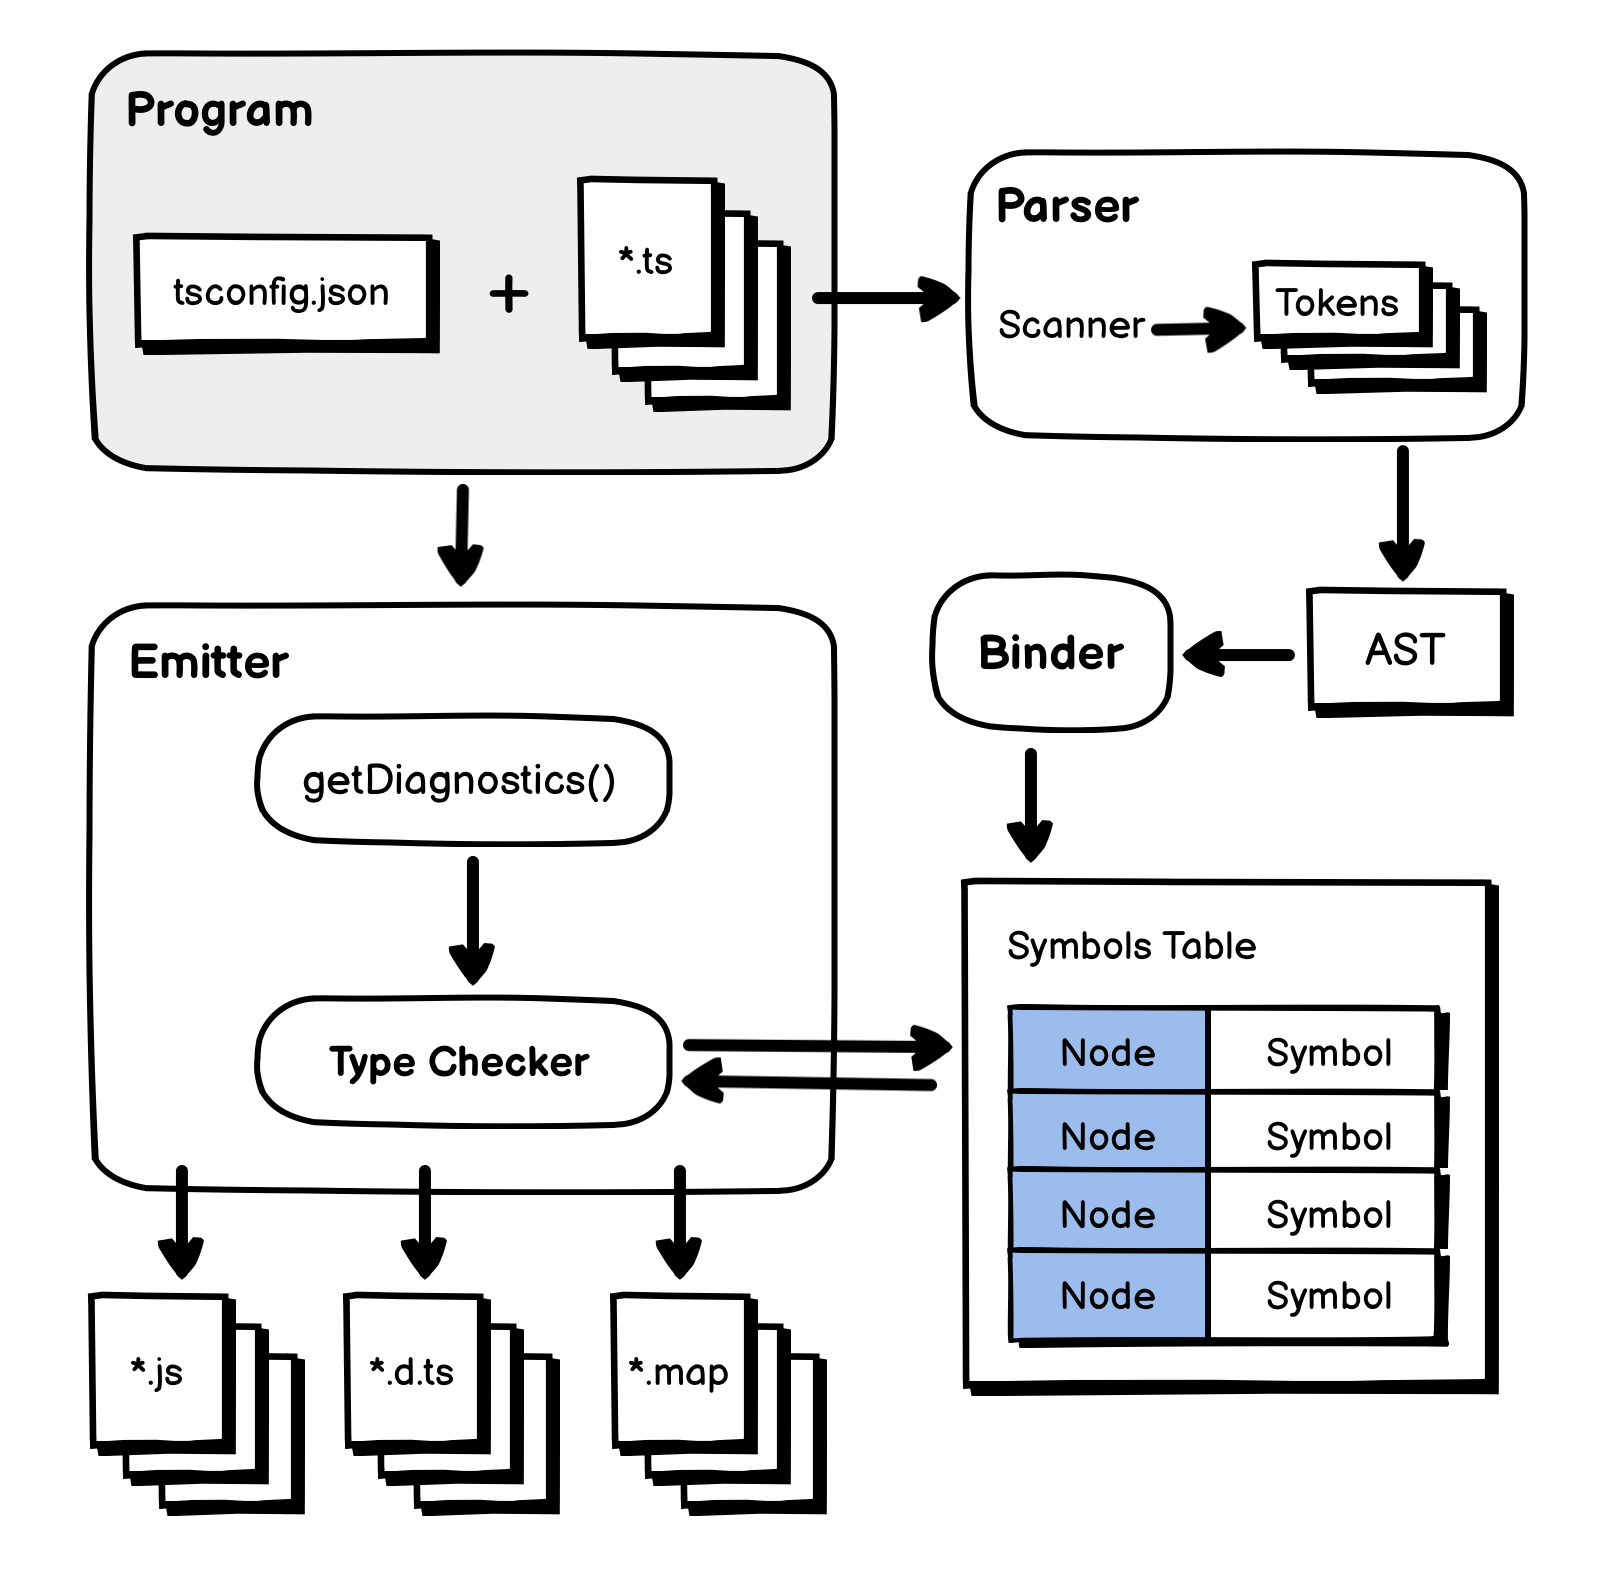 Program
tsconfig.json
+
*.ts
Parser
Scanner
Tokens
AST
Binder
Emitter
getDiagnostics()
Type Checker
Symbols Table
Node Symbol
Node Symbol
Node Symbol
Node Symbol
*.js
*.d.ts
*.map